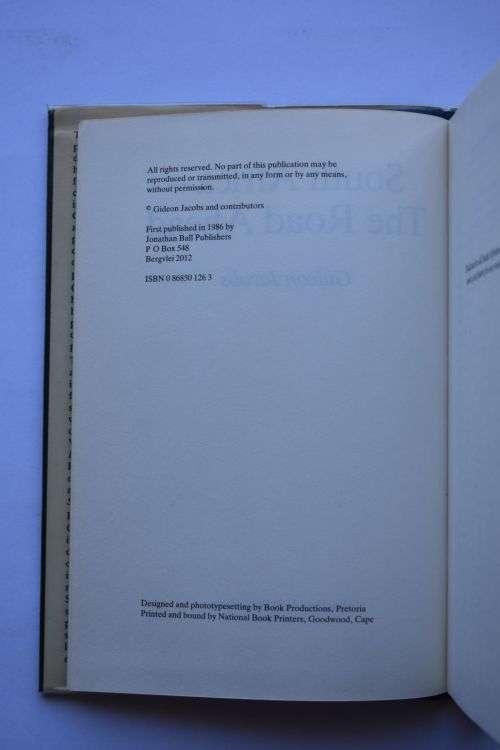 All rights reserved. No part of this publication may be
reproduced or transmitted, in any form or by any means,
without permission.
© Gideon Jacobs and contributors
First published in 1986 by
Jonathan Ball Publishers
P O Box 548
Bergvlei 2012
ISBN 0 86850 126 3
Designed and phototypesetting by Book Productions, Pretoria
Printed and bound by National Book Printers, Goodwood, Cape